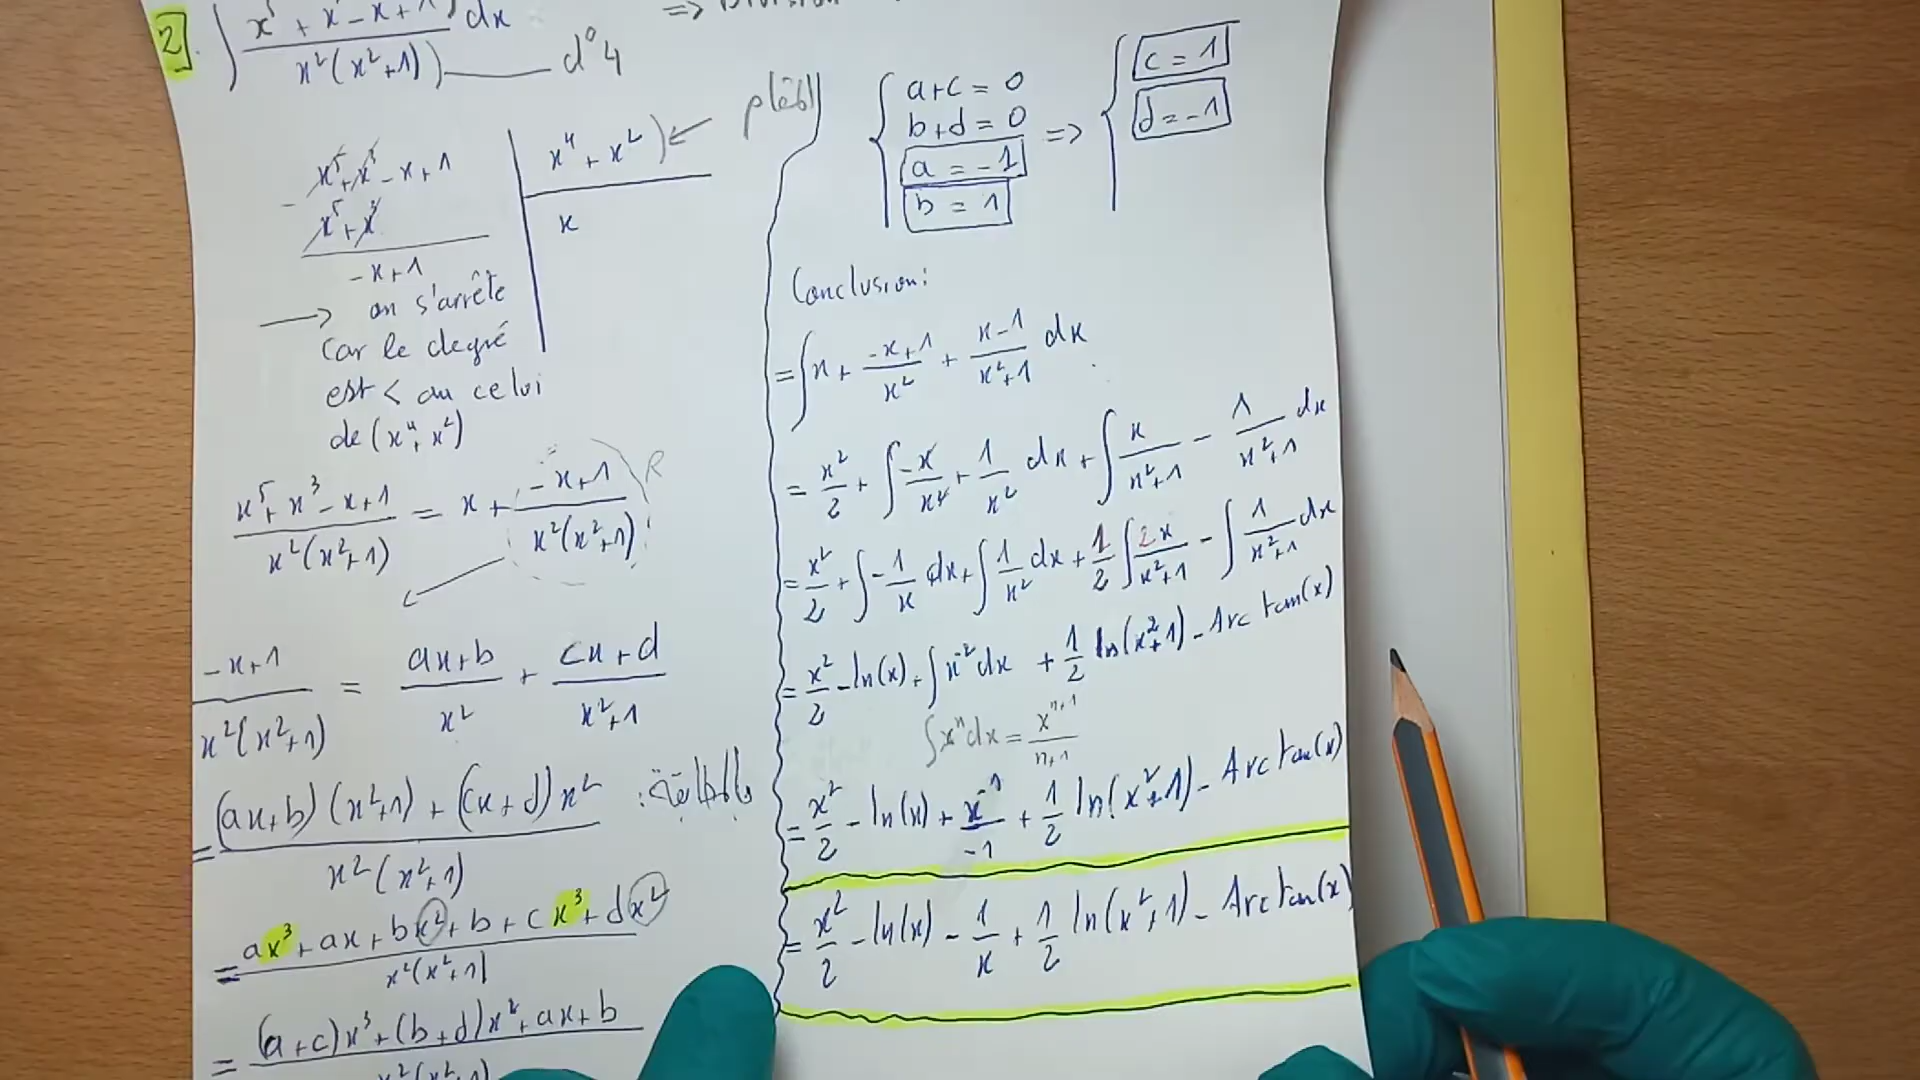 2]. ∫ x⁵ + x³ - x + 1 / x²(x²+1) dx => Division
d°4
x⁵ + x³ - x + 1 | x⁴ + x²
- x⁵ + x³ | x
-x+1
→ on s'arrête
Car le degré
est < au celui
de (x⁴+x²)
x⁵+x³-x+1 / x²(x²+1) = x + -x+1 / x²(x²+1) R
-x+1 / x²(x²+1) = ax+b / x² + cx+d / x²+1
= (ax+b)(x²+1) + (cx+d)x² / x²(x²+1)
= ax³+ax+bx²+b+cx³+dx² / x²(x²+1)
= (a+c)x³+(b+d)x²+ax+b / x²(x²+1)
a+c = 0
b+d = 0
a = -1
b = 1
=>
c = 1
d = -1
Conclusion:
= ∫ x + -x+1 / x² + x-1 / x²+1 dx
= x²/2 + ∫ -x/x² + 1/x² dx + ∫ x/x²+1 - 1/x²+1 dx
= x²/2 + ∫ -1/x dx + ∫ 1/x² dx + 1/2 ∫ 2x/x²+1 - ∫ 1/x²+1 dx
= x²/2 - ln(x) + ∫ x⁻² dx + 1/2 ln(x²+1) - Arc tan(x)
∫ xⁿ dx = xⁿ⁺¹ / n+1
= x²/2 - ln(x) + x⁻¹/-1 + 1/2 ln(x²+1) - Arc tan(x)
= x²/2 - ln(x) - 1/x + 1/2 ln(x²+1) - Arc tan(x)